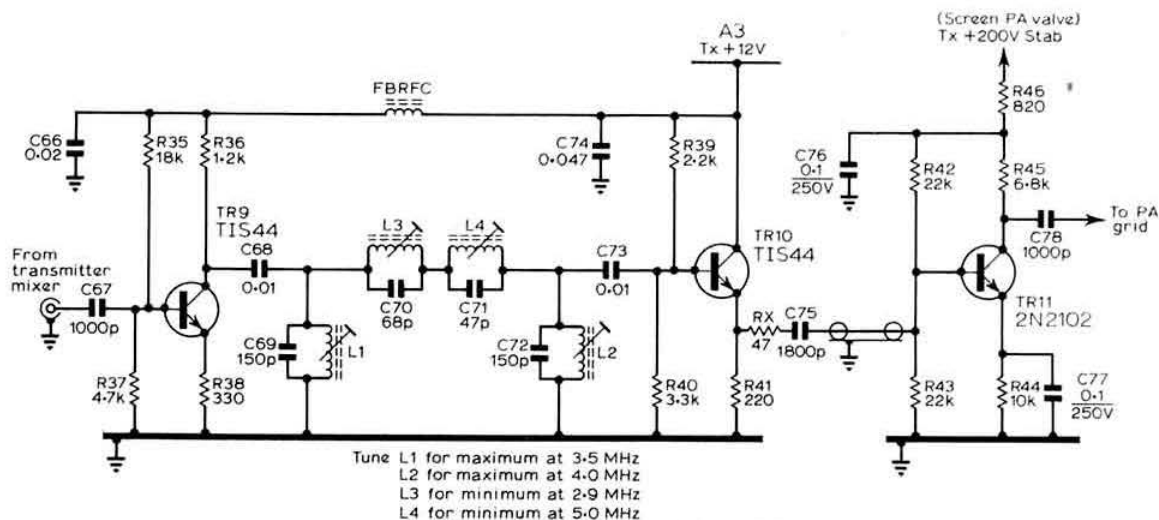 (Screen PA valve)
Tx +200V Stab
A3
Tx +12V
FBRFC
R46
820
C66
0·02
R35
18k
R36
1·2k
C74
0·047
R39
2·2k
C76
0·1
250V
R42
22k
R45
6·8k
TR9
TIS44
L3
L4
TR10
TIS44
To PA
grid
C78
1000p
From
transmitter
mixer
C67
1000p
C68
0·01
C70
68p
C71
47p
C73
0·01
TR11
2N2102
C69
150p
L1
C72
150p
L2
RX
47
C75
1800p
R37
4·7k
R38
330
R40
3·3k
R41
220
R43
22k
R44
10k
C77
0·1
250V
Tune L1 for maximum at 3·5 MHz
L2 for maximum at 4·0 MHz
L3 for minimum at 2·9 MHz
L4 for minimum at 5·0 MHz